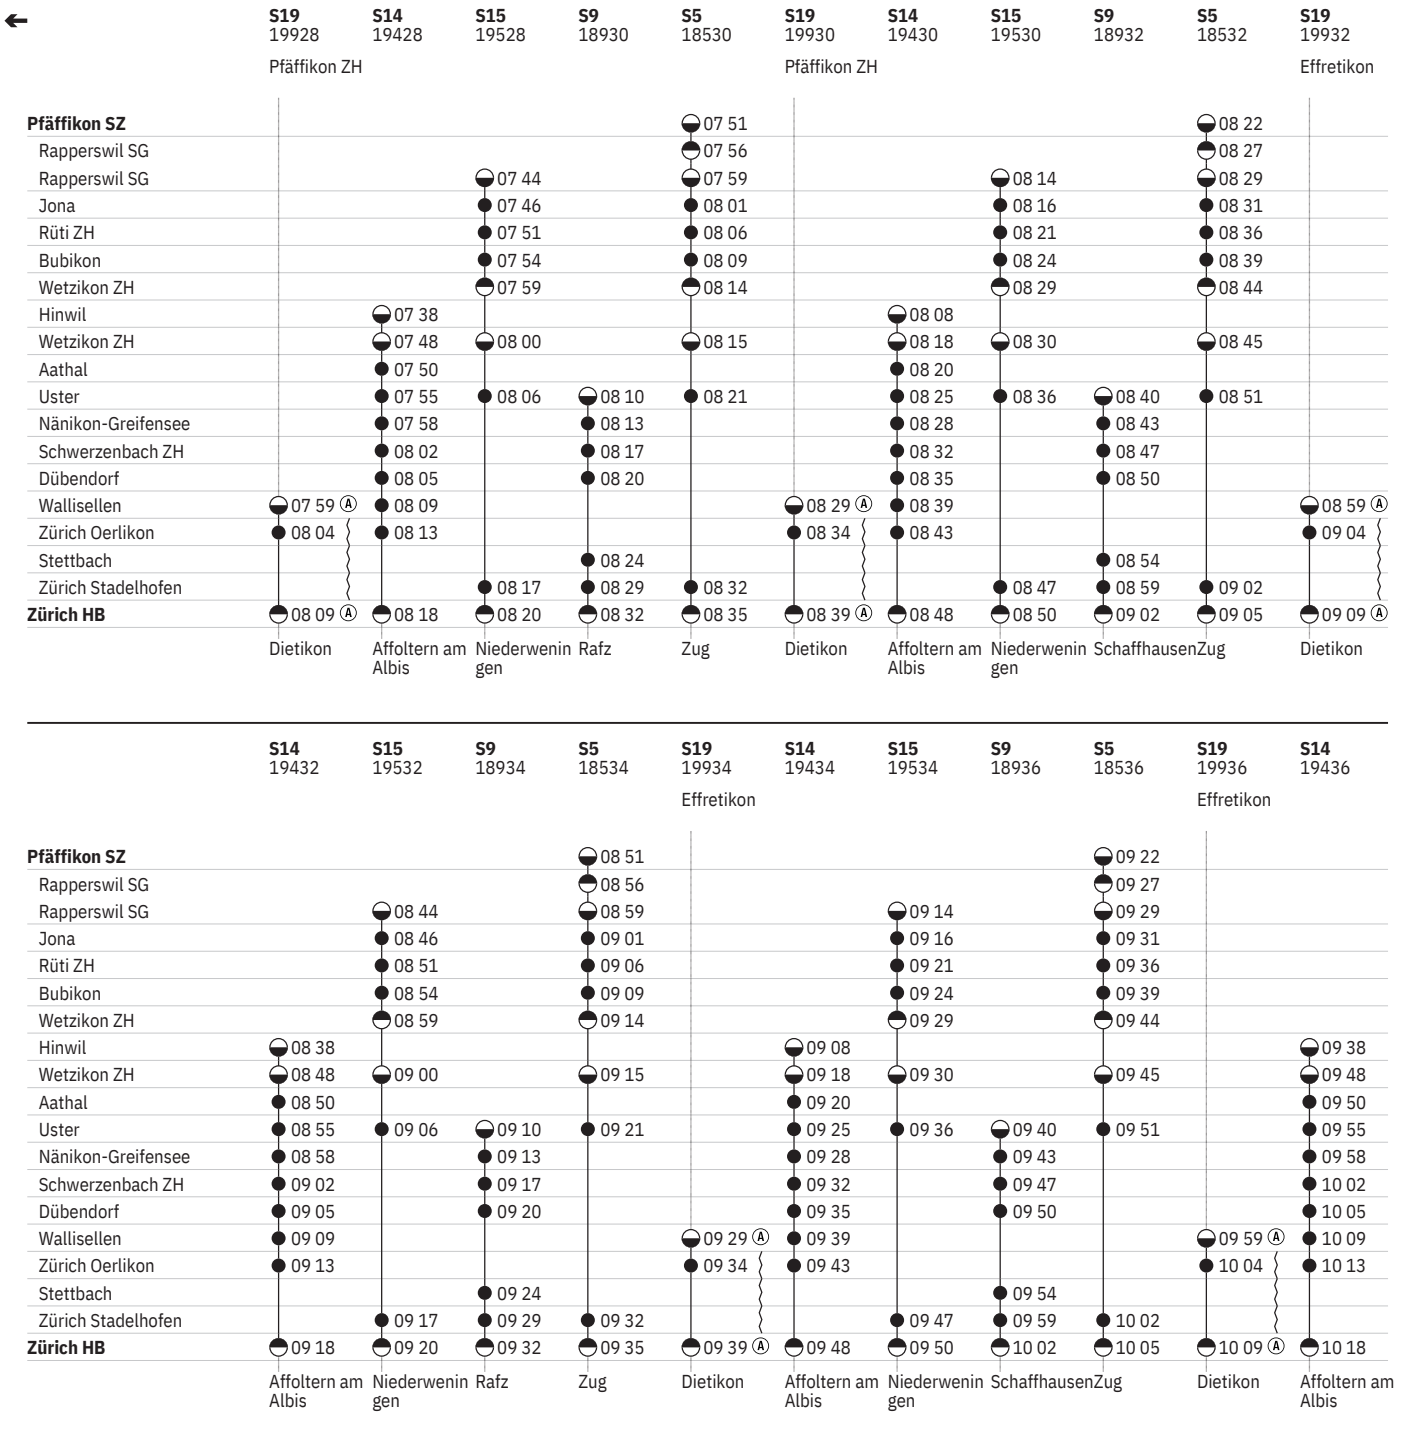 S19 S14 S15 S9 S5 S19 S14 S15 S9 S5 S19
19928 19428 19528 18930 18530 19930 19430 19530 18932 18532 19932
Pfäffikon ZH Pfäffikon ZH Effretikon
Pfäffikon SZ 07 51 08 22
Rapperswil SG 07 56 08 27
Rapperswil SG 07 44 07 59 08 14 08 29
Jona 07 46 08 01 08 16 08 31
Rüti ZH 07 51 08 06 08 21 08 36
Bubikon 07 54 08 09 08 24 08 39
Wetzikon ZH 07 59 08 14 08 29 08 44
Hinwil 07 38 08 08
Wetzikon ZH 07 48 08 00 08 15 08 18 08 30 08 45
Aathal 07 50 08 20
Uster 07 55 08 06 08 10 08 21 08 25 08 36 08 40 08 51
Nänikon-Greifensee 07 58 08 13 08 28 08 43
Schwerzenbach ZH 08 02 08 17 08 32 08 47
Dübendorf 08 05 08 20 08 35 08 50
Wallisellen 07 59 A 08 09 08 29 A 08 39 08 59 A
Zürich Oerlikon 08 04 08 13 08 34 08 43 09 04
Stettbach 08 24 08 54
Zürich Stadelhofen 08 17 08 29 08 32 08 47 08 59 09 02
Zürich HB 08 09 A 08 18 08 20 08 32 08 35 08 39 A 08 48 08 50 09 02 09 05 09 09 A
Dietikon Affoltern am Niederwenin Rafz Zug Dietikon Affoltern am Niederwenin Schaffhausen Zug Dietikon
Albis gen Albis gen
S14 S15 S9 S5 S19 S14 S15 S9 S5 S19 S14
19432 19532 18934 18534 19934 19434 19534 18936 18536 19936 19436
Effretikon Effretikon
Pfäffikon SZ 08 51 09 22
Rapperswil SG 08 56 09 27
Rapperswil SG 08 44 08 59 09 14 09 29
Jona 08 46 09 01 09 16 09 31
Rüti ZH 08 51 09 06 09 21 09 36
Bubikon 08 54 09 09 09 24 09 39
Wetzikon ZH 08 59 09 14 09 29 09 44
Hinwil 08 38 09 08 09 38
Wetzikon ZH 08 48 09 00 09 15 09 18 09 30 09 45 09 48
Aathal 08 50 09 20 09 50
Uster 08 55 09 06 09 10 09 21 09 25 09 36 09 40 09 51 09 55
Nänikon-Greifensee 08 58 09 13 09 28 09 43 09 58
Schwerzenbach ZH 09 02 09 17 09 32 09 47 10 02
Dübendorf 09 05 09 20 09 35 09 50 10 05
Wallisellen 09 09 09 29 A 09 39 09 59 A 10 09
Zürich Oerlikon 09 13 09 34 09 43 10 04 10 13
Stettbach 09 24 09 54
Zürich Stadelhofen 09 17 09 29 09 32 09 47 09 59 10 02
Zürich HB 09 18 09 20 09 32 09 35 09 39 A 09 48 09 50 10 02 10 05 10 09 A 10 18
Affoltern am Niederwenin Rafz Zug Dietikon Affoltern am Niederwenin Schaffhausen Zug Dietikon Affoltern am
Albis gen Albis gen Albis